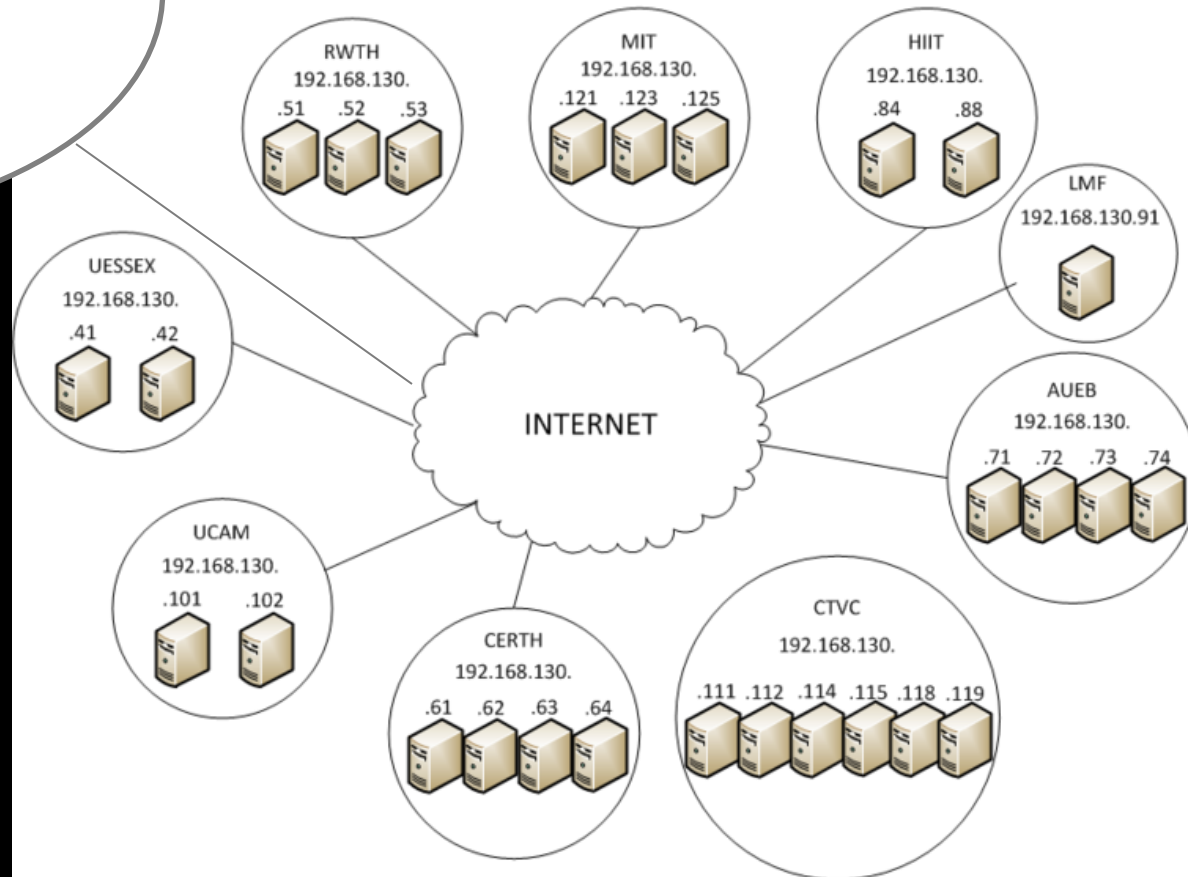 RWTH
192.168.130.
.51 .52 .53
MIT
192.168.130.
.121 .123 .125
HIIT
192.168.130.
.84 .88
LMF
192.168.130.91
UESSEX
192.168.130.
.41 .42
INTERNET
AUEB
192.168.130.
.71 .72 .73 .74
UCAM
192.168.130.
.101 .102
CERTH
192.168.130.
.61 .62 .63 .64
CTVC
192.168.130.
.111 .112 .114 .115 .118 .119